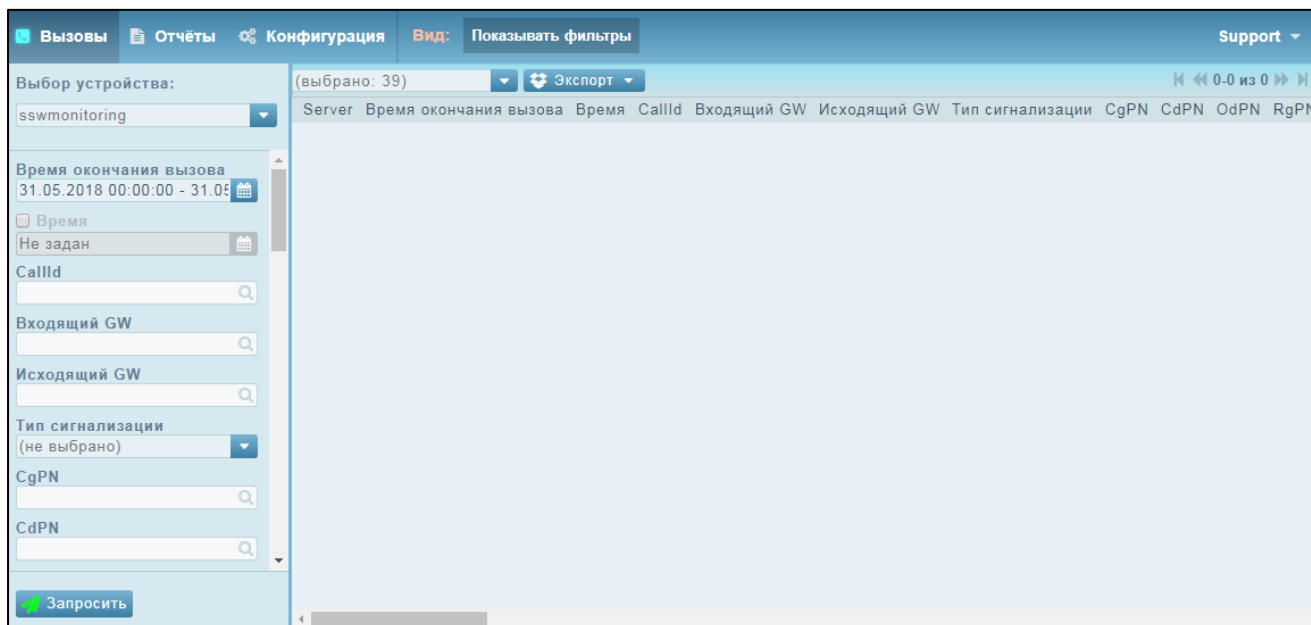 Вызовы Отчёты Конфигурация Вид: Показывать фильтры Support
Выбор устройства:
sswmonitoring
Время окончания вызова
31.05.2018 00:00:00 - 31.05
Время
Не задан
CallId
Входящий GW
Исходящий GW
Тип сигнализации
(не выбрано)
CgPN
CdPN
Запросить
(выбрано: 39) Экспорт 0-0 из 0
Server Время окончания вызова Время CallId Входящий GW Исходящий GW Тип сигнализации CgPN CdPN OdPN RgPN